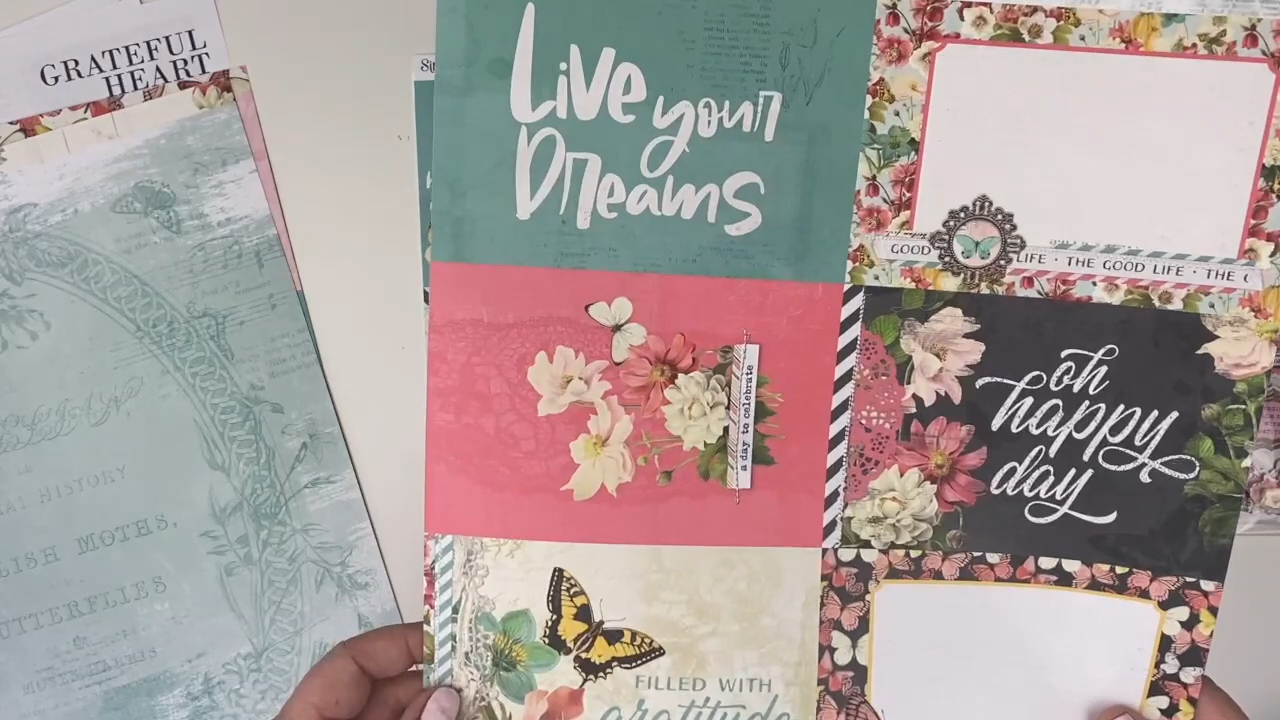 GRATEFUL
HEART
Live your
Dreams
GOOD LIFE · THE GOOD LIFE · THE
a day to celebrate
oh
happy
day
FILLED WITH
gratitude
HISTORY
MOTHS,